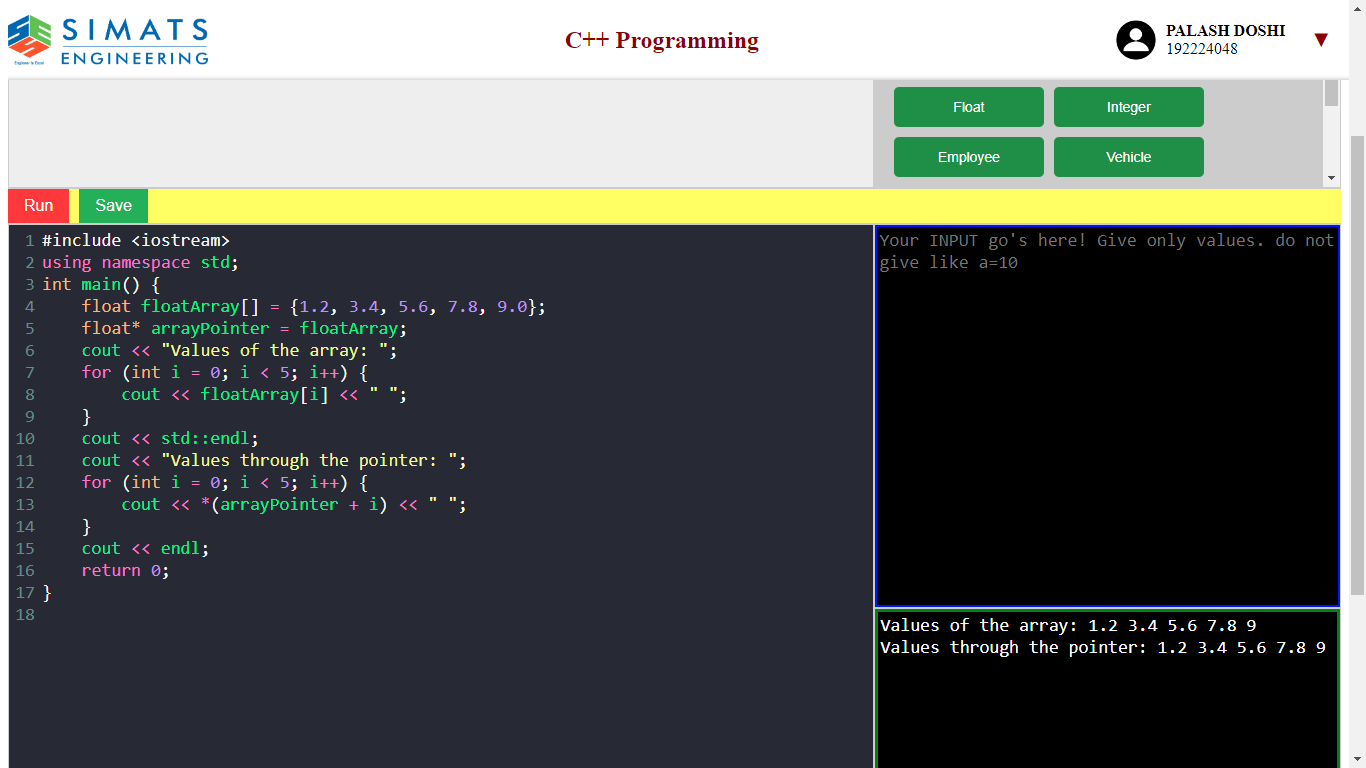 SIMATS
ENGINEERING
Engineer to Excel
C++ Programming
PALASH DOSHI
192224048
▼
Float
Integer
Employee
Vehicle
Run
Save
1 #include <iostream>
2 using namespace std;
3 int main() {
4     float floatArray[] = {1.2, 3.4, 5.6, 7.8, 9.0};
5     float* arrayPointer = floatArray;
6     cout << "Values of the array: ";
7     for (int i = 0; i < 5; i++) {
8         cout << floatArray[i] << " ";
9     }
10     cout << std::endl;
11     cout << "Values through the pointer: ";
12     for (int i = 0; i < 5; i++) {
13         cout << *(arrayPointer + i) << " ";
14     }
15     cout << endl;
16     return 0;
17 }
18
Your INPUT go's here! Give only values. do not
give like a=10
Values of the array: 1.2 3.4 5.6 7.8 9
Values through the pointer: 1.2 3.4 5.6 7.8 9